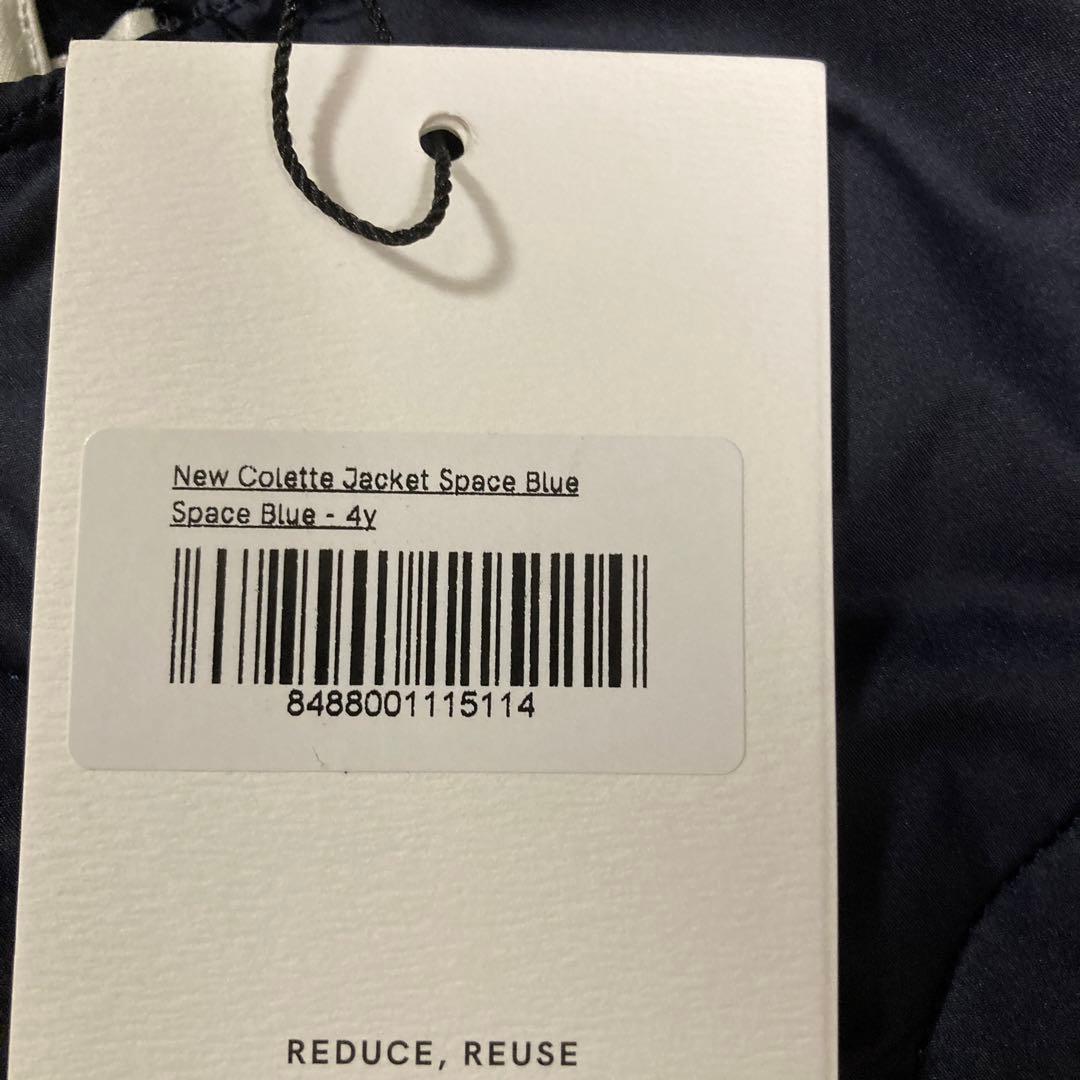 New Colette Jacket Space Blue
Space Blue - 4y
8488001115114
REDUCE, REUSE